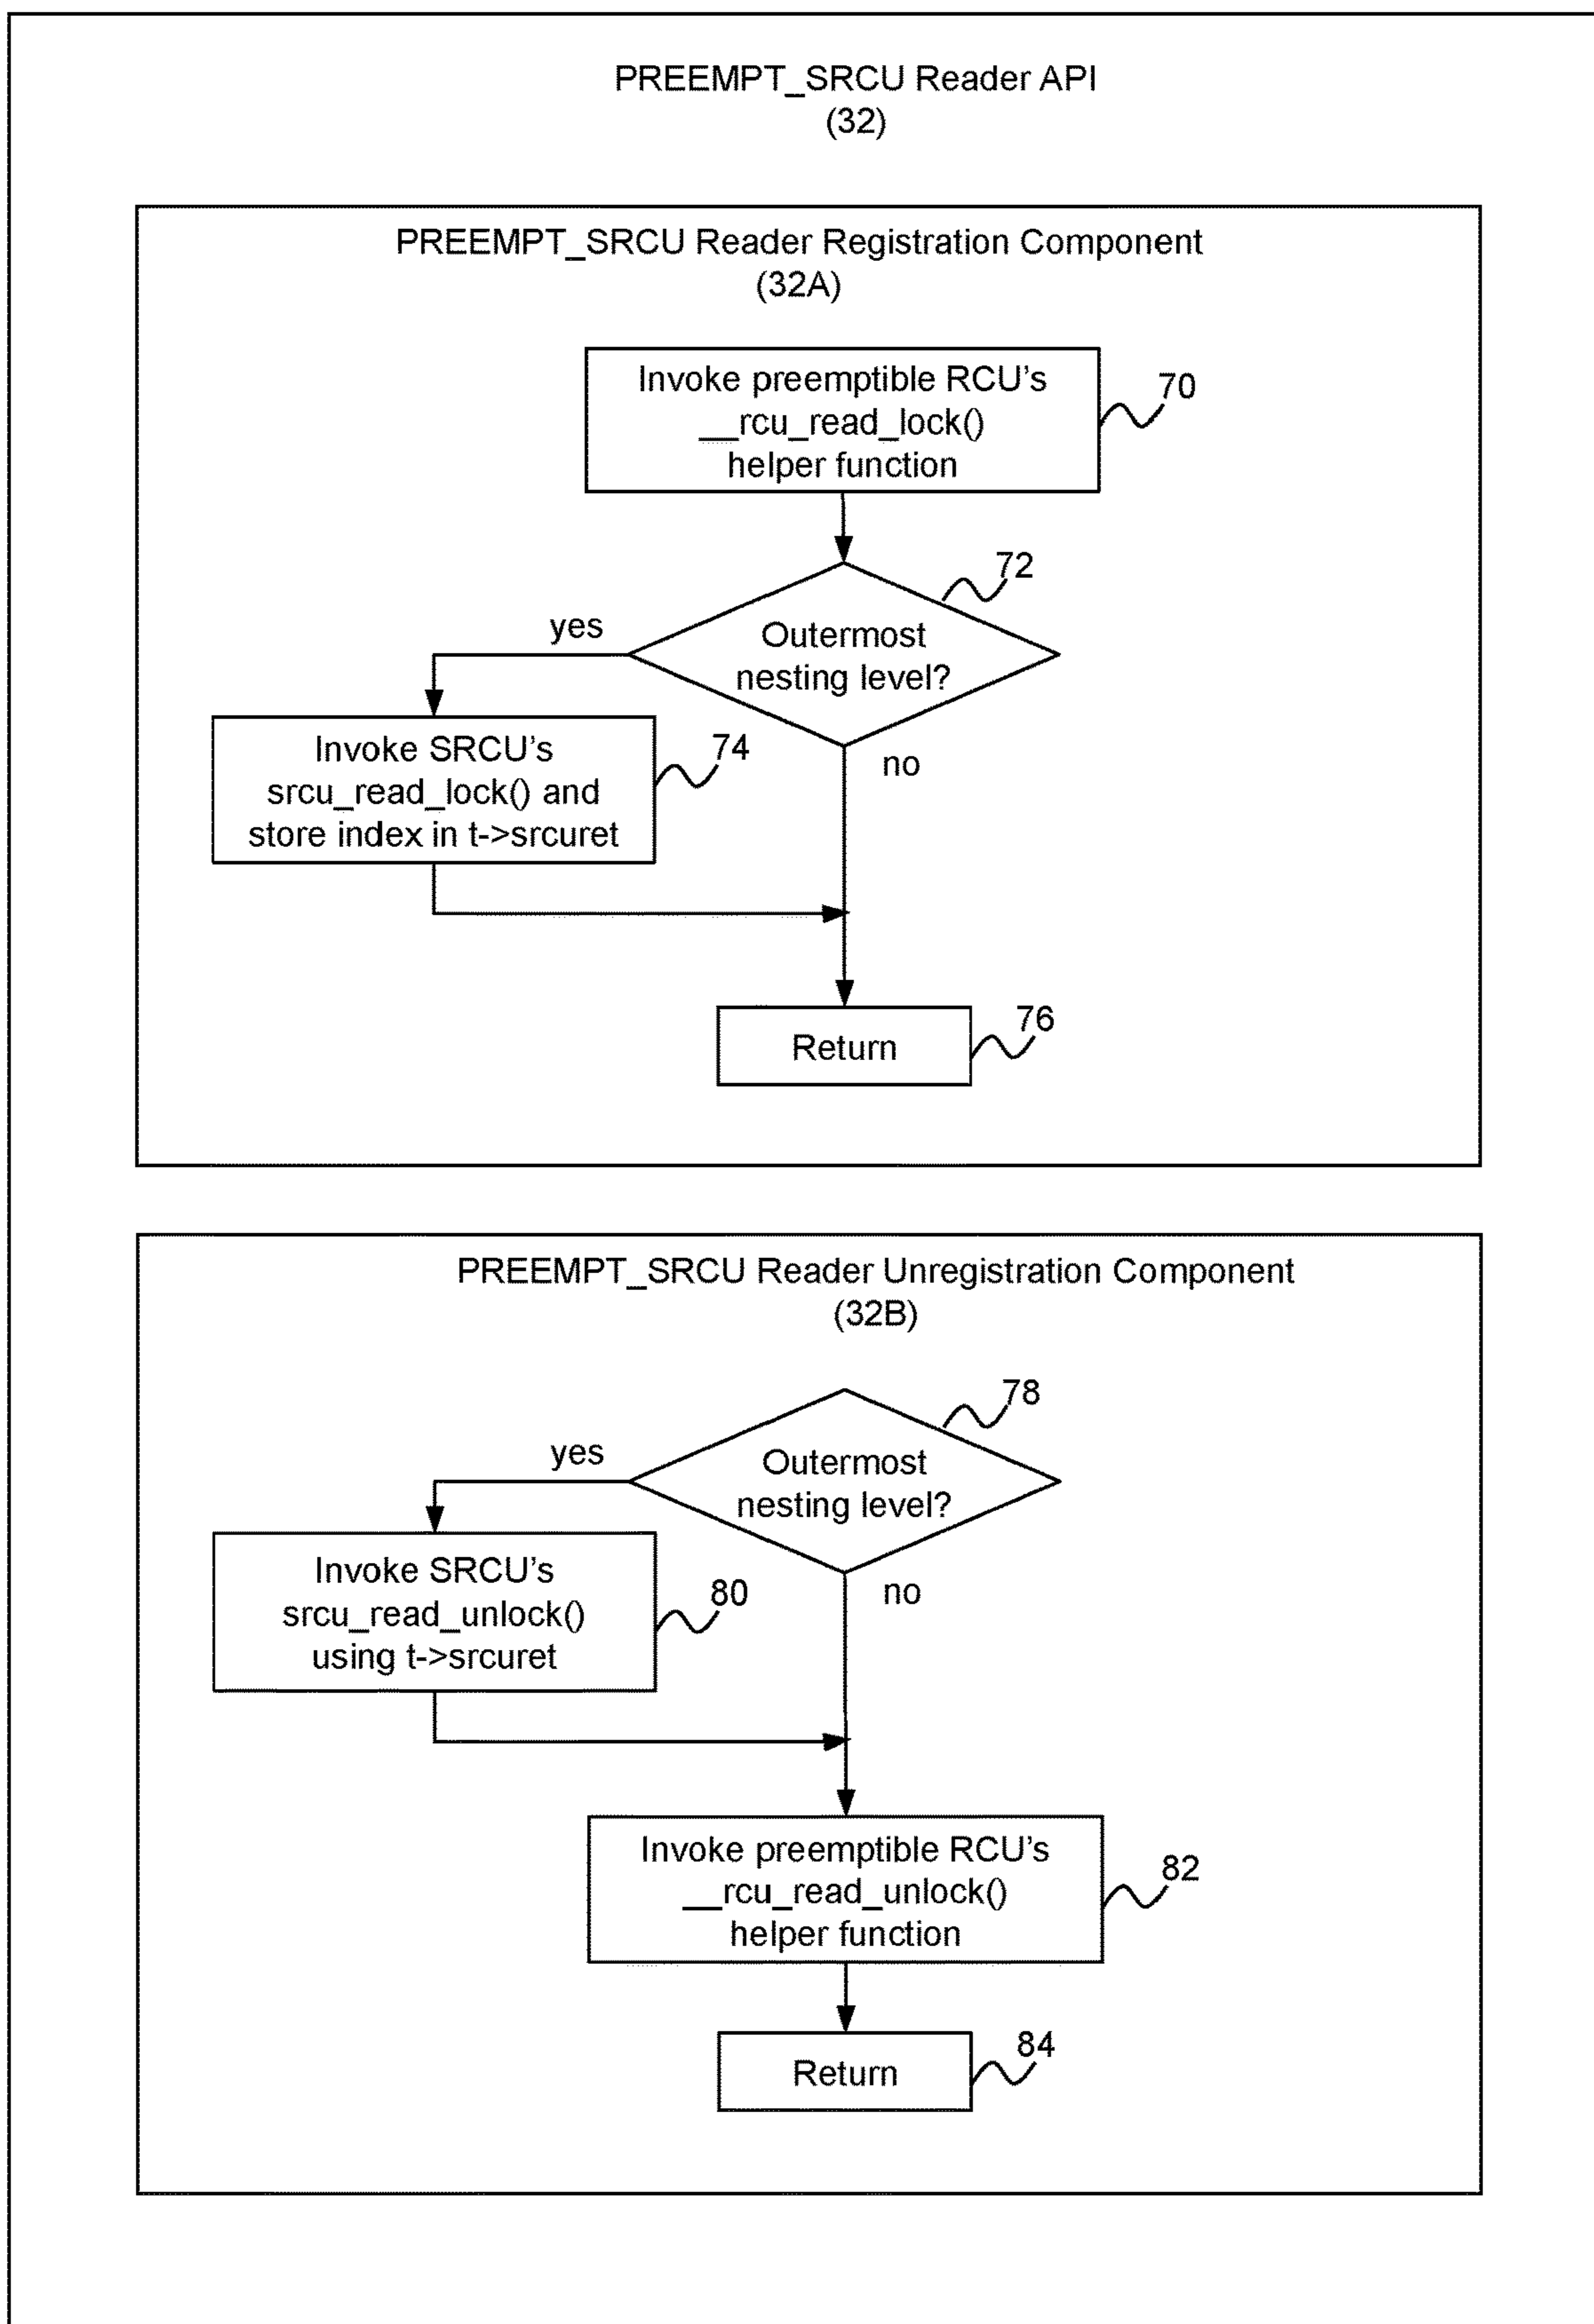 PREEMPT_SRCU Reader API
(32)
PREEMPT_SRCU Reader Registration Component
(32A)
Invoke preemptible RCU's
__rcu_read_lock()
helper function
70
72
yes
Outermost
nesting level?
Invoke SRCU's
srcu_read_lock() and
store index in t->srcuret
74
no
Return
76
PREEMPT_SRCU Reader Unregistration Component
(32B)
78
yes
Outermost
nesting level?
Invoke SRCU's
srcu_read_unlock()
using t->srcuret
80
no
Invoke preemptible RCU's
__rcu_read_unlock()
helper function
82
Return
84